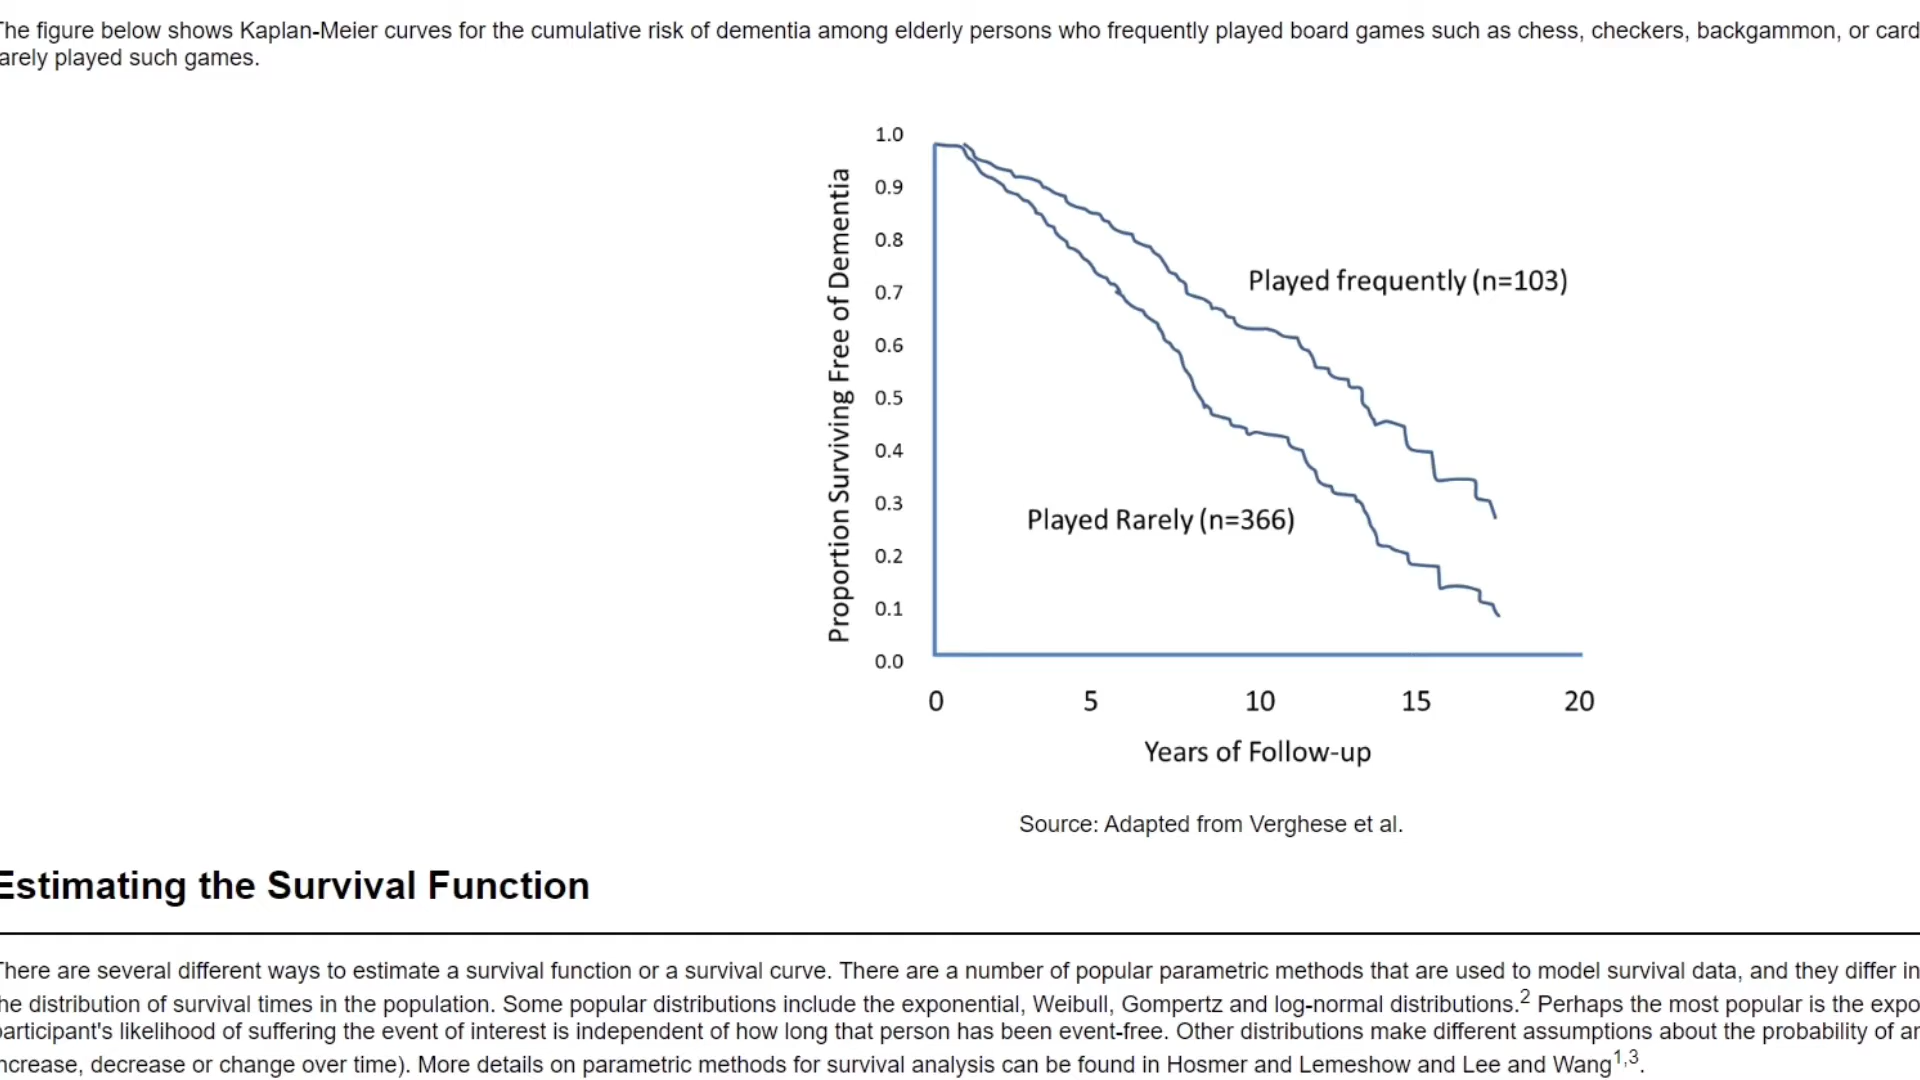 he figure below shows Kaplan-Meier curves for the cumulative risk of dementia among elderly persons who frequently played board games such as chess, checkers, backgammon, or card
arely played such games.
1.0
0.9
0.8
0.7
0.6
0.5
0.4
0.3
0.2
0.1
0.0
Proportion Surviving Free of Dementia
Played frequently (n=103)
Played Rarely (n=366)
0 5 10 15 20
Years of Follow-up
Source: Adapted from Verghese et al.
Estimating the Survival Function
There are several different ways to estimate a survival function or a survival curve. There are a number of popular parametric methods that are used to model survival data, and they differ in
he distribution of survival times in the population. Some popular distributions include the exponential, Weibull, Gompertz and log-normal distributions.2 Perhaps the most popular is the expo
participant's likelihood of suffering the event of interest is independent of how long that person has been event-free. Other distributions make different assumptions about the probability of ar
ncrease, decrease or change over time). More details on parametric methods for survival analysis can be found in Hosmer and Lemeshow and Lee and Wang1,3.